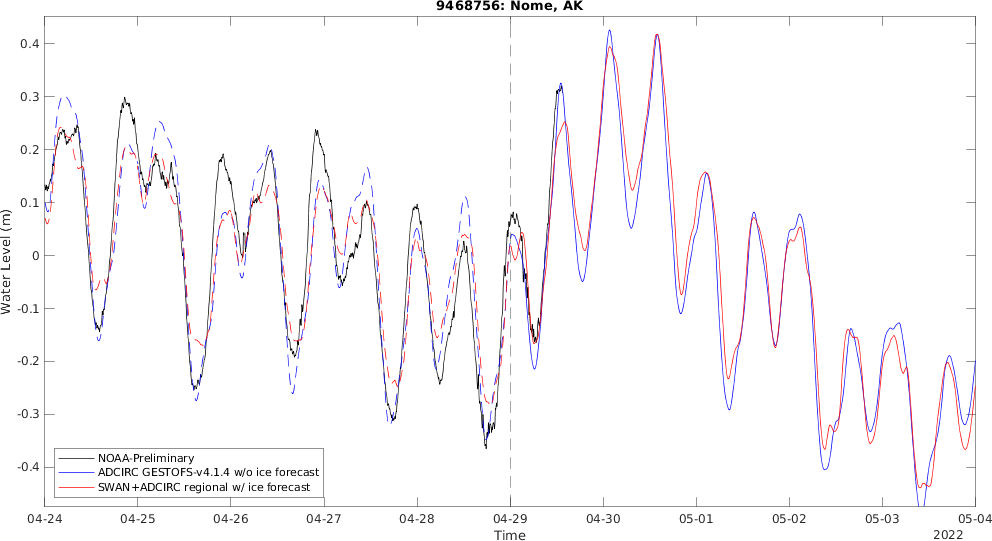 9468756: Nome, AK
Water Level (m)
0.4
0.3
0.2
0.1
0
-0.1
-0.2
-0.3
-0.4
NOAA-Preliminary
ADCIRC GESTOFS-v4.1.4 w/o ice forecast
SWAN+ADCIRC regional w/ ice forecast
04-24 04-25 04-26 04-27 04-28 04-29 04-30 05-01 05-02 05-03 05-04
Time
2022